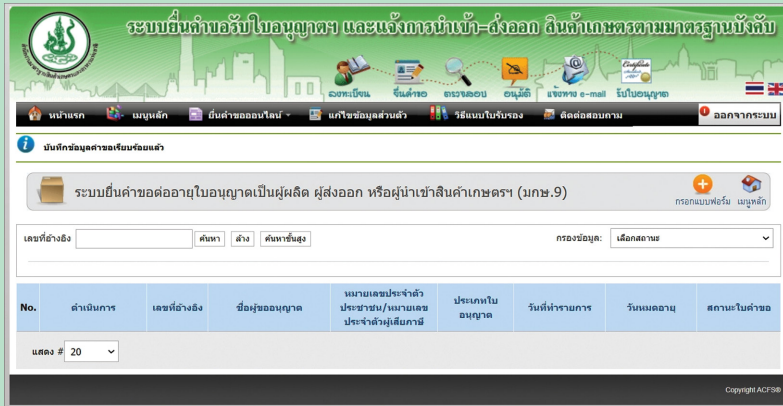 ระบบยื่นคำขอรับใบอนุญาตฯ และแจ้งการนำเข้า-ส่งออก สินค้าเกษตรตามมาตรฐานบังคับ
ลงทะเบียน ยื่นคำขอ ตรวจสอบ อนุมัติ แจ้งทาง e-mail รับใบอนุญาต
หน้าแรก เมนูหลัก ยื่นคำขอออนไลน์ แก้ไขข้อมูลส่วนตัว วิธีแนบใบรับรอง ติดต่อสอบถาม 0 ออกจากระบบ
บันทึกข้อมูลคำขอเรียบร้อยแล้ว
ระบบยื่นคำขอต่ออายุใบอนุญาตเป็นผู้ผลิต ผู้ส่งออก หรือผู้นำเข้าสินค้าเกษตรฯ (มกษ.9)
กรอกแบบฟอร์ม เมนูหลัก
เลขที่อ้างอิง ค้นหา ล้าง ค้นหาขั้นสูง กรองข้อมูล: เลือกสถานะ
No. ดำเนินการ เลขที่อ้างอิง ชื่อผู้ขออนุญาต หมายเลขประจำตัวประชาชน/หมายเลขประจำตัวผู้เสียภาษี ประเภทใบอนุญาต วันที่ทำรายการ วันหมดอายุ สถานะใบคำขอ
แสดง # 20
Copyright ACFS®